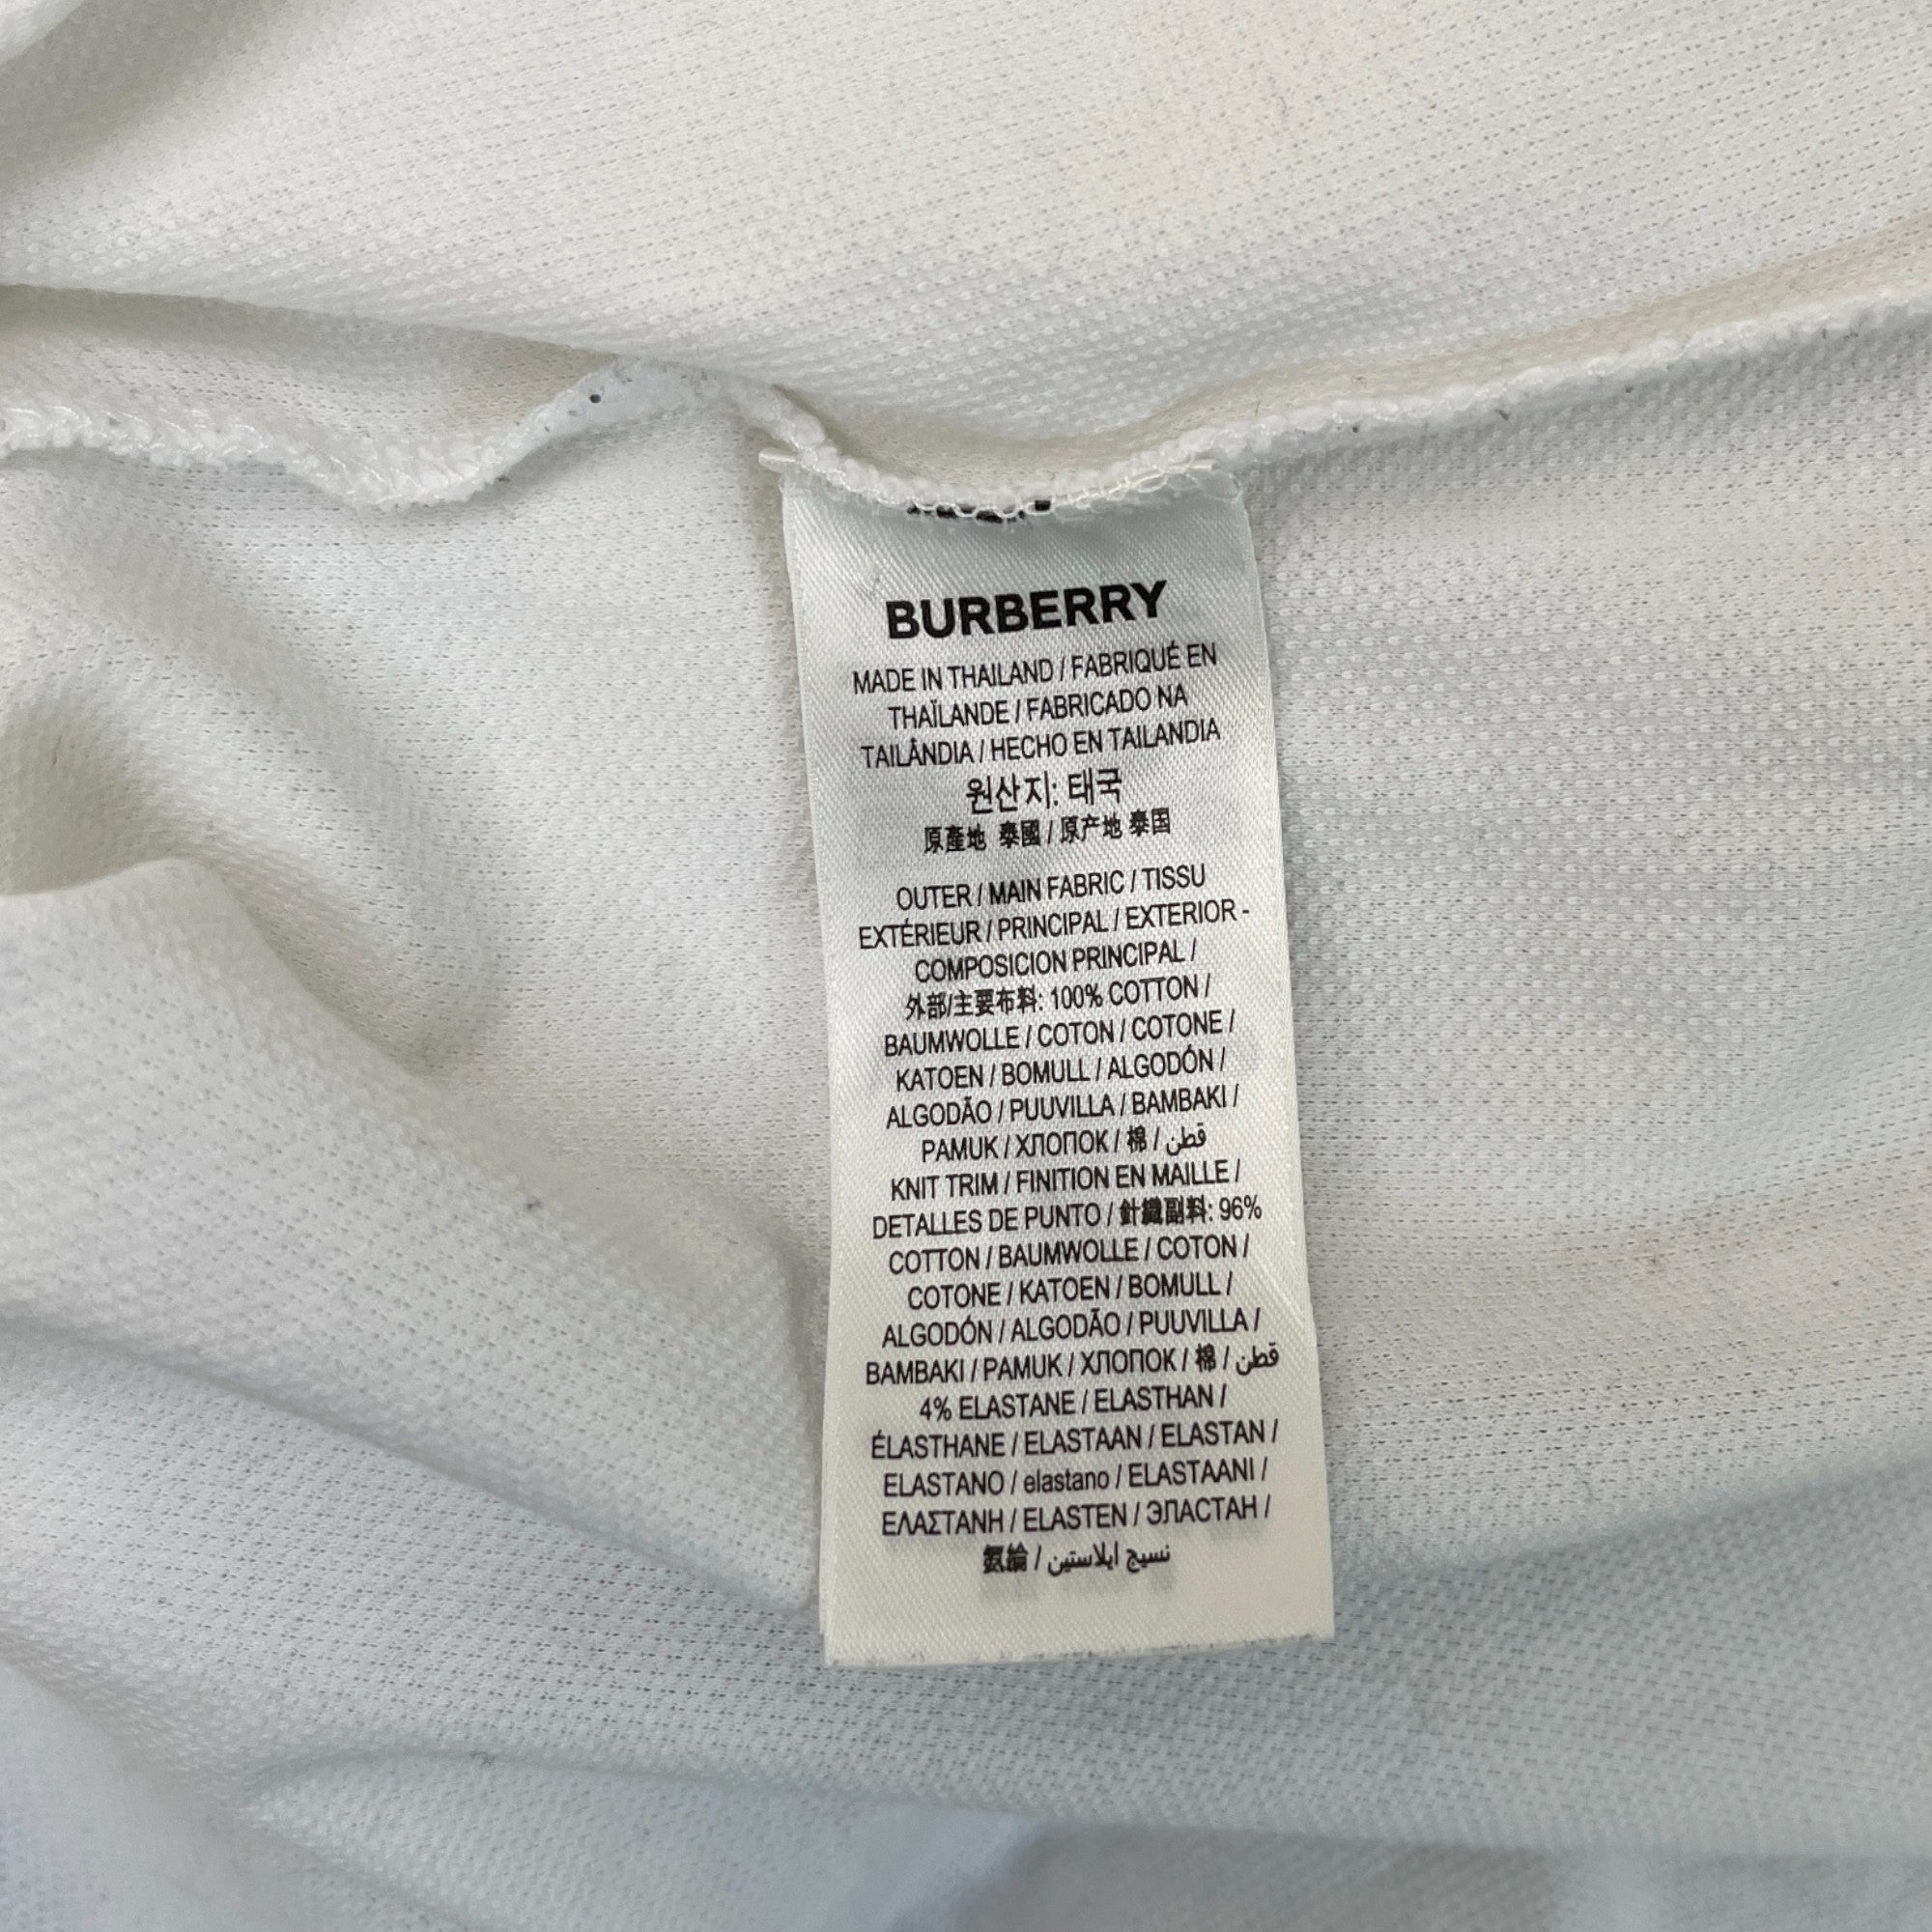 BURBERRY
MADE IN THAILAND / FABRIQUÉ EN
THAÏLANDE / FABRICADO NA
TAILÂNDIA / HECHO EN TAILANDIA
원산지: 태국
原產地 泰國 / 原产地 泰国
OUTER / MAIN FABRIC / TISSU
EXTÉRIEUR / PRINCIPAL / EXTERIOR -
COMPOSICION PRINCIPAL /
外部/主要布料: 100% COTTON /
BAUMWOLLE / COTON / COTONE /
KATOEN / BOMULL / ALGODÓN /
ALGODÃO / PUUVILLA / BAMBAKI /
PAMUK / ХЛОПОК / 棉 / قطن
KNIT TRIM / FINITION EN MAILLE /
DETALLES DE PUNTO / 針織副料: 96%
COTTON / BAUMWOLLE / COTON /
COTONE / KATOEN / BOMULL /
ALGODÓN / ALGODÃO / PUUVILLA /
BAMBAKI / PAMUK / ХЛОПОК / 棉 / قطن
4% ELASTANE / ELASTHAN /
ÉLASTHANE / ELASTAAN / ELASTAN /
ELASTANO / elastano / ELASTAANI /
ΕΛΑΣΤΑΝΗ / ELASTEN / ЭЛАСТАН /
氨綸 / نسيج ايلاستين